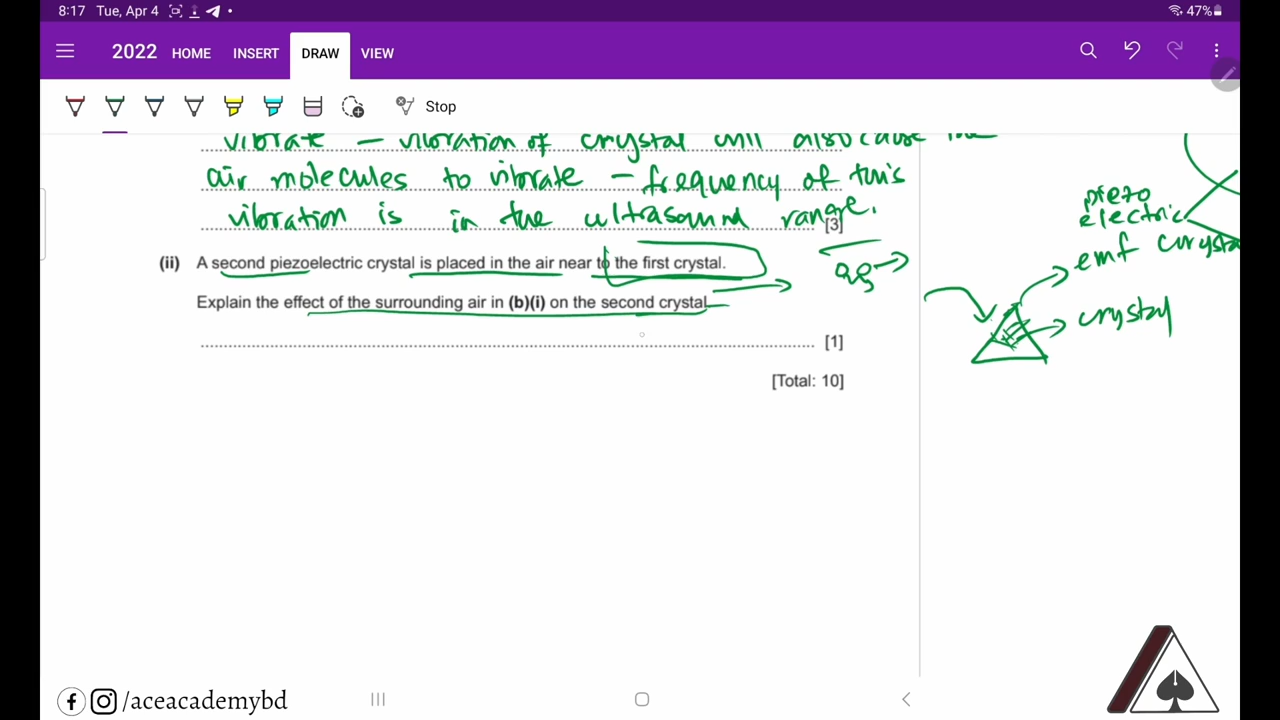 8:17 Tue, Apr 4 47%
2022 HOME INSERT DRAW VIEW
Stop
vibrate – vibration of crystal will also cause the
air molecules to vibrate – frequency of this
vibration is in the ultrasound range.
[3]
(ii) A second piezoelectric crystal is placed in the air near to the first crystal.
Explain the effect of the surrounding air in (b)(i) on the second crystal.
[1]
[Total: 10]
piezo
electric
emf
crystal
/aceacademybd